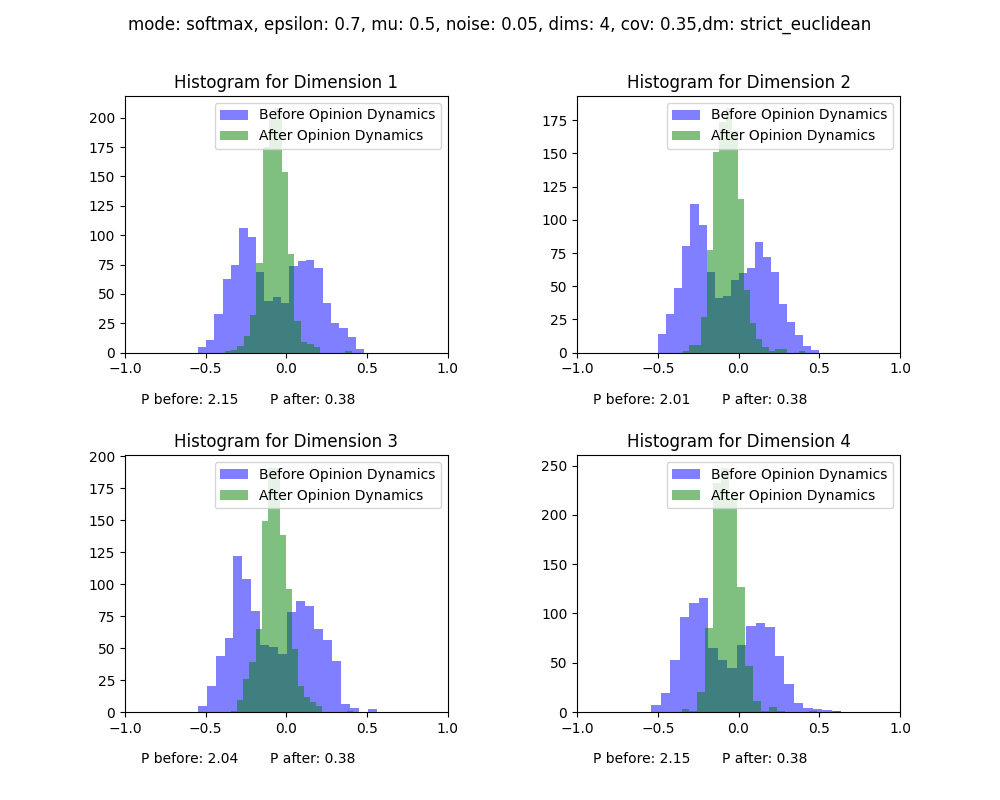 mode: softmax, epsilon: 0.7, mu: 0.5, noise: 0.05, dims: 4, cov: 0.35,dm: strict_euclidean
Histogram for Dimension 1
Before Opinion Dynamics
After Opinion Dynamics
200
175
150
125
100
75
50
25
0
−1.0 −0.5 0.0 0.5 1.0
P before: 2.15 P after: 0.38
Histogram for Dimension 2
Before Opinion Dynamics
After Opinion Dynamics
175
150
125
100
75
50
25
0
−1.0 −0.5 0.0 0.5 1.0
P before: 2.01 P after: 0.38
Histogram for Dimension 3
Before Opinion Dynamics
After Opinion Dynamics
200
175
150
125
100
75
50
25
0
−1.0 −0.5 0.0 0.5 1.0
P before: 2.04 P after: 0.38
Histogram for Dimension 4
Before Opinion Dynamics
After Opinion Dynamics
250
200
150
100
50
0
−1.0 −0.5 0.0 0.5 1.0
P before: 2.15 P after: 0.38